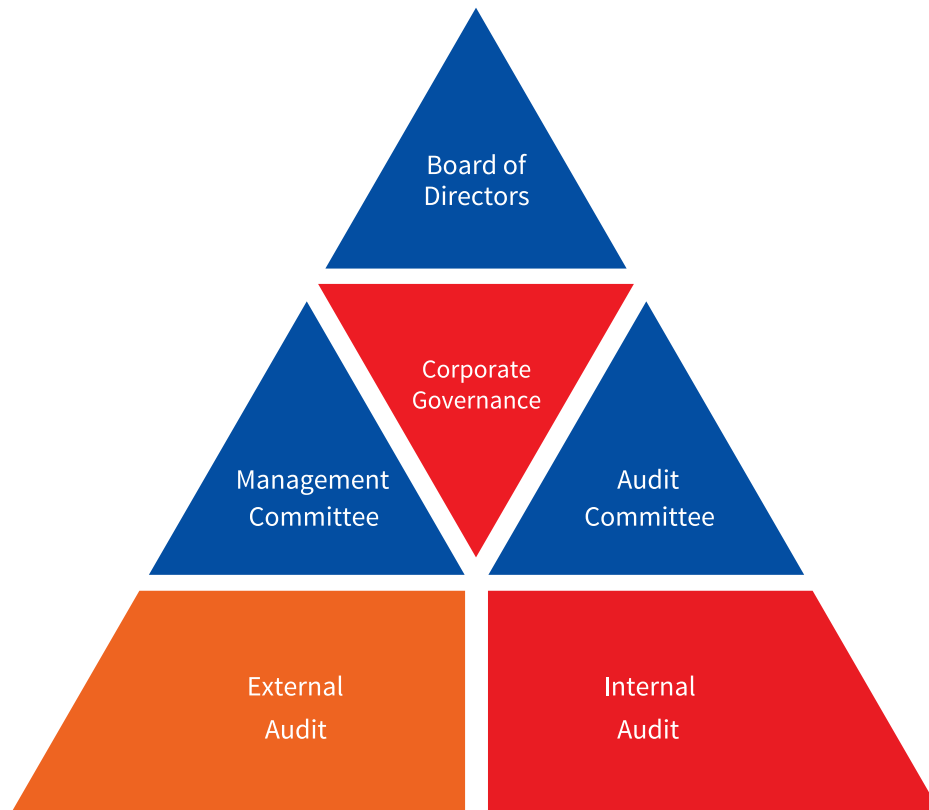 Board of
Directors
Corporate
Governance
Management
Committee
Audit
Committee
External
Audit
Internal
Audit